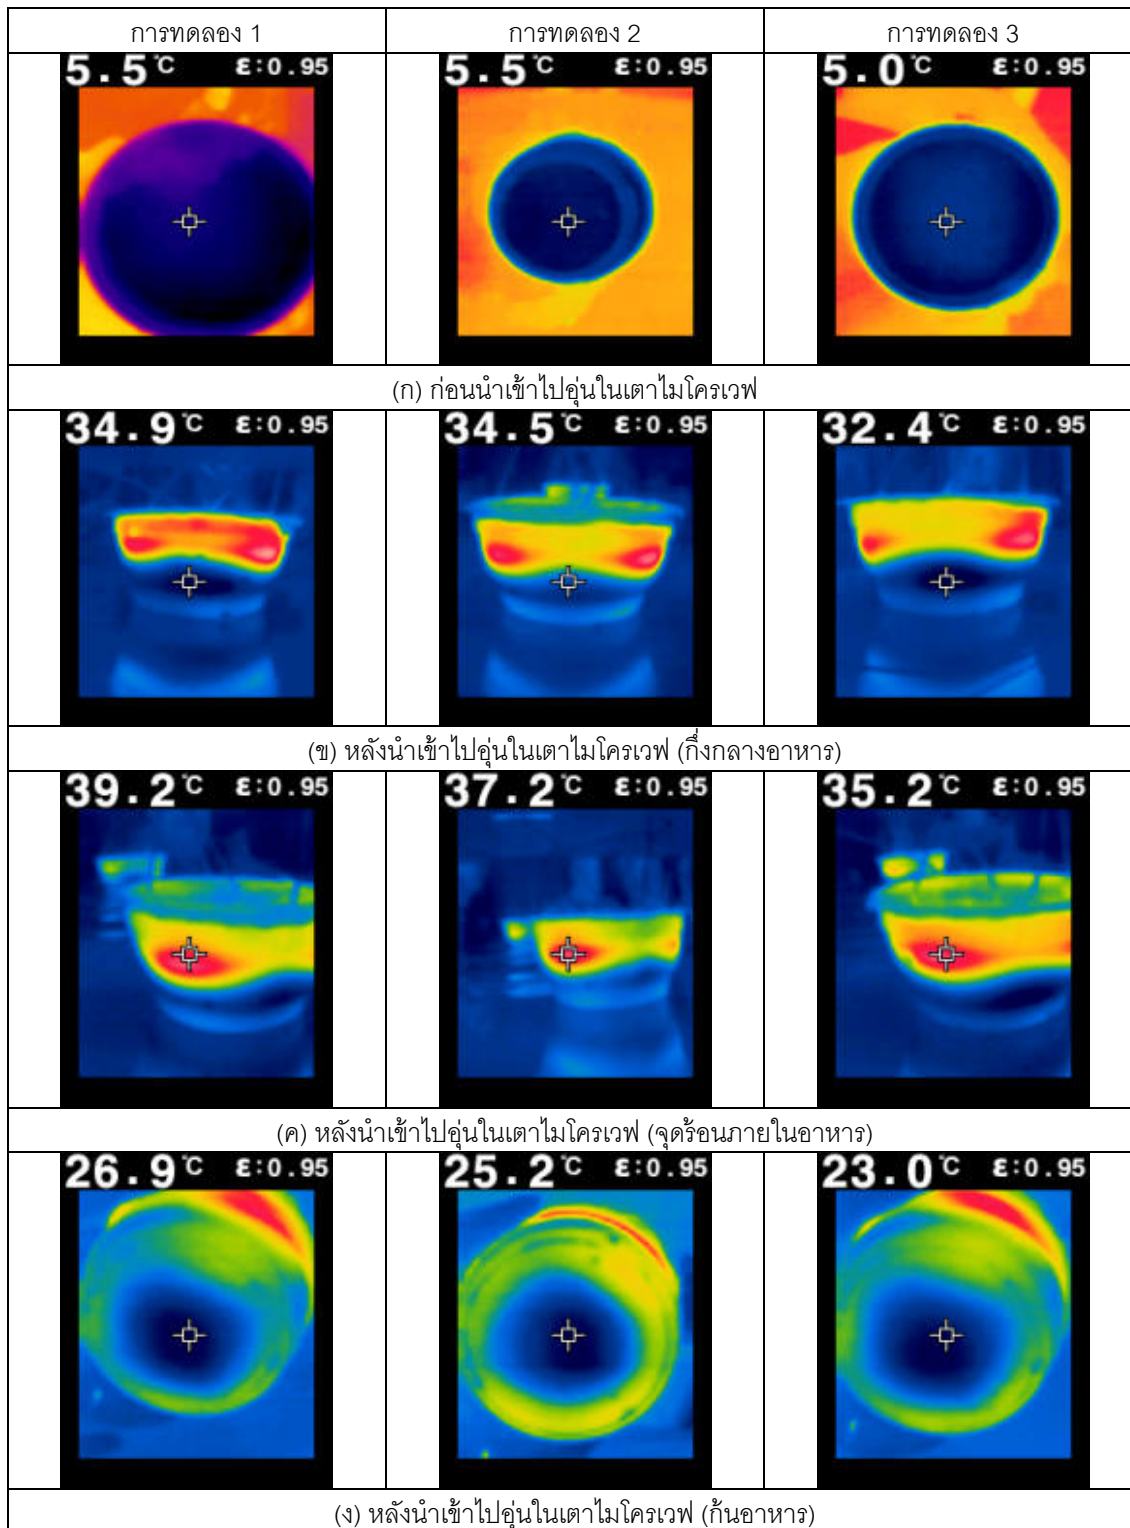 การทดลอง 1 การทดลอง 2 การทดลอง 3
5.5°C ε:0.95 5.5°C ε:0.95 5.0°C ε:0.95
(ก) ก่อนนำเข้าไปอุ่นในเตาไมโครเวฟ
34.9°C ε:0.95 34.5°C ε:0.95 32.4°C ε:0.95
(ข) หลังนำเข้าไปอุ่นในเตาไมโครเวฟ (กึ่งกลางอาหาร)
39.2°C ε:0.95 37.2°C ε:0.95 35.2°C ε:0.95
(ค) หลังนำเข้าไปอุ่นในเตาไมโครเวฟ (จุดร้อนภายในอาหาร)
26.9°C ε:0.95 25.2°C ε:0.95 23.0°C ε:0.95
(ง) หลังนำเข้าไปอุ่นในเตาไมโครเวฟ (ก้นอาหาร)